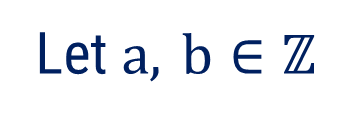 Let a, b ∈ ℤ